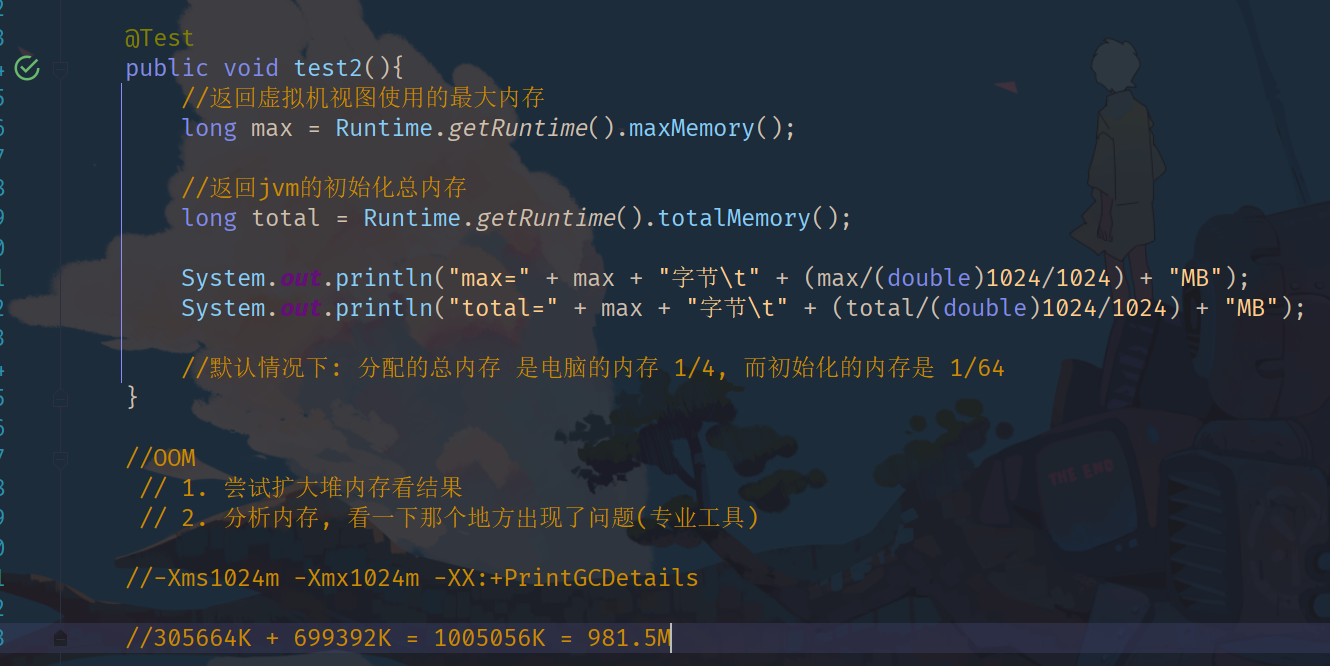 @Test
public void test2(){
//返回虚拟机视图使用的最大内存
long max = Runtime.getRuntime().maxMemory();
//返回jvm的初始化总内存
long total = Runtime.getRuntime().totalMemory();
System.out.println("max=" + max + "字节\t" + (max/(double)1024/1024) + "MB");
System.out.println("total=" + max + "字节\t" + (total/(double)1024/1024) + "MB");
//默认情况下: 分配的总内存 是电脑的内存 1/4, 而初始化的内存是 1/64
}
//OOM
// 1. 尝试扩大堆内存看结果
// 2. 分析内存, 看一下那个地方出现了问题(专业工具)
//-Xms1024m -Xmx1024m -XX:+PrintGCDetails
//305664K + 699392K = 1005056K = 981.5M
THE END